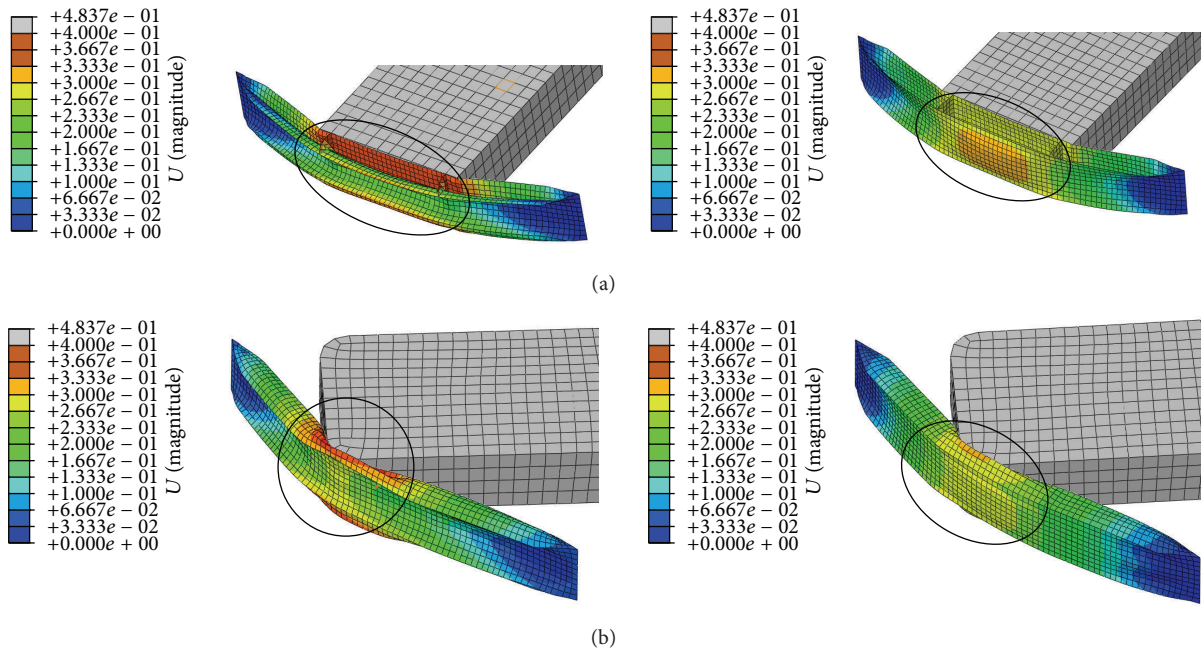 +4.837e − 01
+4.000e − 01
+3.667e − 01
+3.333e − 01
+3.000e − 01
+2.667e − 01
+2.333e − 01
+2.000e − 01
+1.667e − 01
+1.333e − 01
+1.000e − 01
+6.667e − 02
+3.333e − 02
+0.000e + 00
U (magnitude)
+4.837e − 01
+4.000e − 01
+3.667e − 01
+3.333e − 01
+3.000e − 01
+2.667e − 01
+2.333e − 01
+2.000e − 01
+1.667e − 01
+1.333e − 01
+1.000e − 01
+6.667e − 02
+3.333e − 02
+0.000e + 00
U (magnitude)
(a)
+4.837e − 01
+4.000e − 01
+3.667e − 01
+3.333e − 01
+3.000e − 01
+2.667e − 01
+2.333e − 01
+2.000e − 01
+1.667e − 01
+1.333e − 01
+1.000e − 01
+6.667e − 02
+3.333e − 02
+0.000e + 00
U (magnitude)
+4.837e − 01
+4.000e − 01
+3.667e − 01
+3.333e − 01
+3.000e − 01
+2.667e − 01
+2.333e − 01
+2.000e − 01
+1.667e − 01
+1.333e − 01
+1.000e − 01
+6.667e − 02
+3.333e − 02
+0.000e + 00
U (magnitude)
(b)